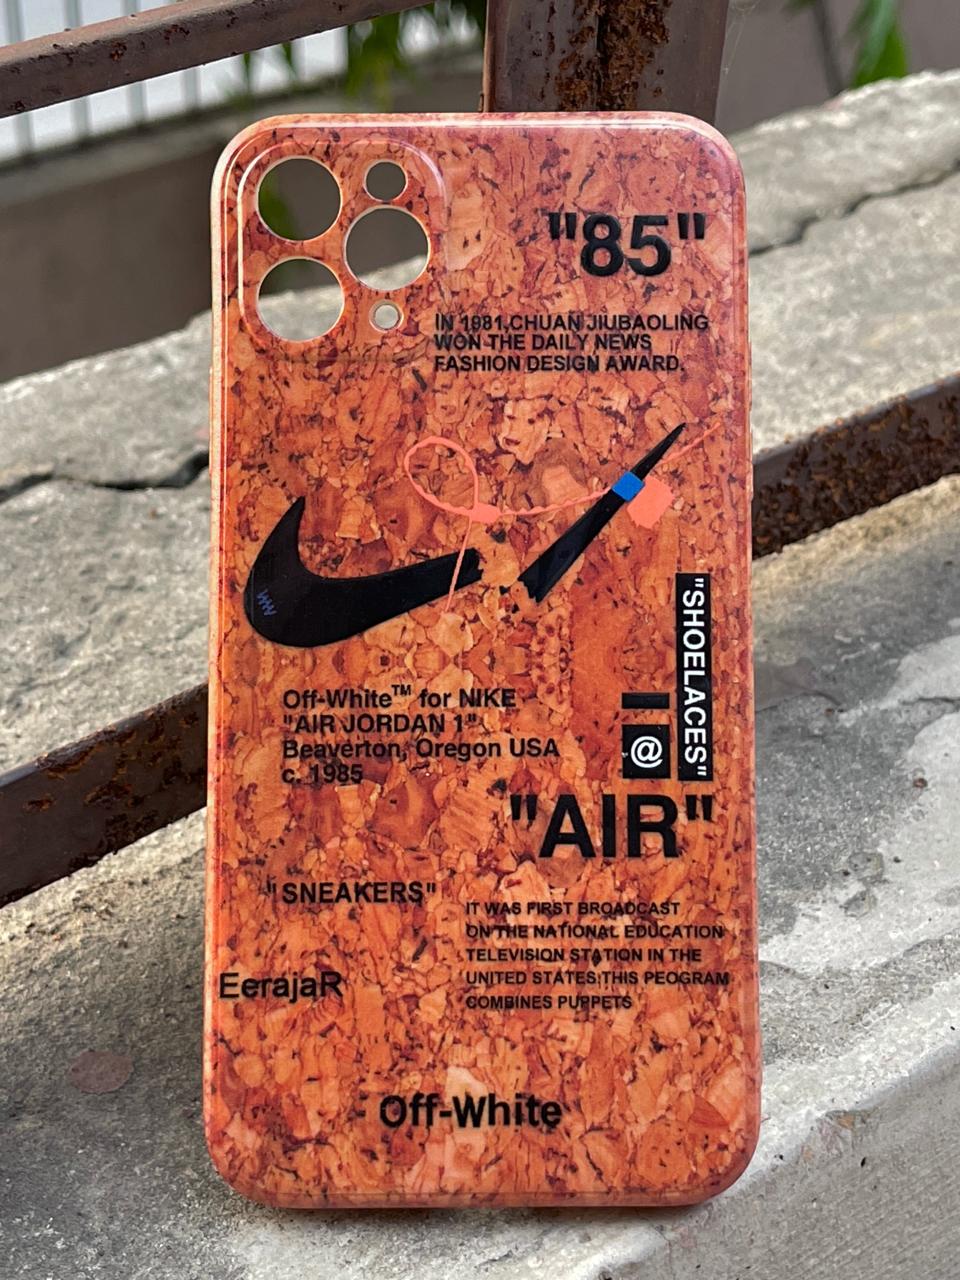 "85"
IN 1981,CHUAN JIUBAOLING
WON THE DAILY NEWS
FASHION DESIGN AWARD.
"SHOELACES"
@
Off-White™ for NIKE
"AIR JORDAN 1"
Beaverton, Oregon USA
c. 1985
"AIR"
"SNEAKERS"
IT WAS FIRST BROADCAST
ON THE NATIONAL EDUCATION
TELEVISION STATION IN THE
UNITED STATES:THIS PEOGRAM
COMBINES PUPPETS
EerajaR
Off-White